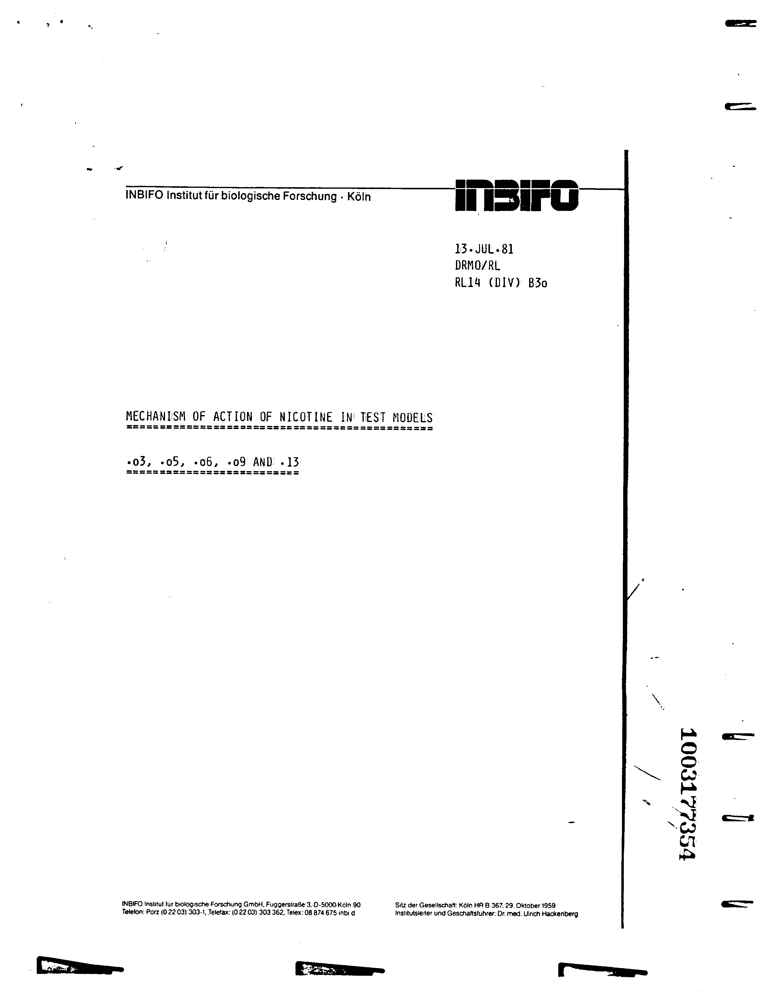 INBIFO Institut für biologische Forschung · Köln
INBIFO
13.JUL.81
DRMO/RL
RL14 (DIV) B3o
MECHANISM OF ACTION OF NICOTINE IN TEST MODELS
==============================================
.o3, .o5, .o6, .o9 AND .13
==========================
1003177354
INBIFO Institut für biologische Forschung GmbH, Fuggerstraße 3, D-5000 Köln 90
Telefon: Porz (0 22 03) 303-1, Telefax: (0 22 03) 303 362, Telex: 08 874 675 inbi d
Sitz der Gesellschaft: Köln HR B 367, 29. Oktober 1959
Institutsleiter und Geschäftsführer: Dr. med. Ulrich Hackenberg